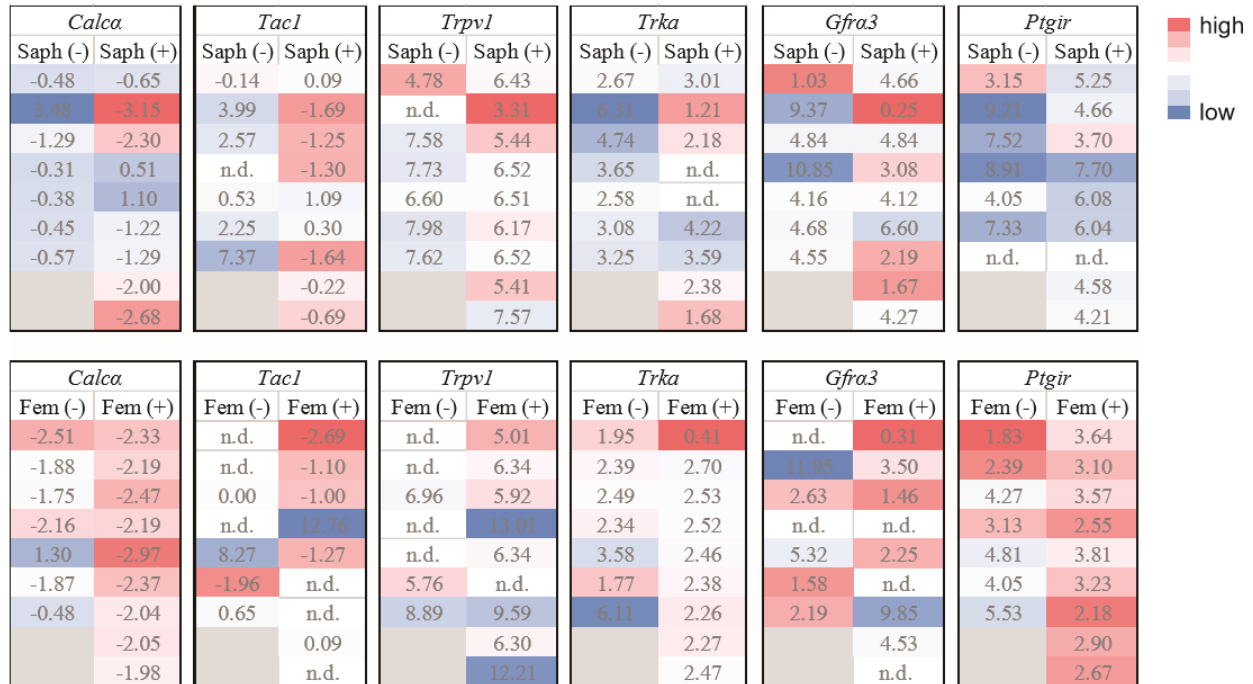 Calcα Tac1 Trpv1 Trka Gfrα3 Ptgir high
Saph (-) Saph (+) Saph (-) Saph (+) Saph (-) Saph (+) Saph (-) Saph (+) Saph (-) Saph (+) Saph (-) Saph (+)
-0.48 -0.65 -0.14 0.09 4.78 6.43 2.67 3.01 1.03 4.66 3.15 5.25
3.48 -3.15 3.99 -1.69 n.d. 3.31 6.31 1.21 9.37 0.25 9.21 4.66 low
-1.29 -2.30 2.57 -1.25 7.58 5.44 4.74 2.18 4.84 4.84 7.52 3.70
-0.31 0.51 n.d. -1.30 7.73 6.52 3.65 n.d. 10.85 3.08 8.91 7.70
-0.38 1.10 0.53 1.09 6.60 6.51 2.58 n.d. 4.16 4.12 4.05 6.08
-0.45 -1.22 2.25 0.30 7.98 6.17 3.08 4.22 4.68 6.60 7.33 6.04
-0.57 -1.29 7.37 -1.64 7.62 6.52 3.25 3.59 4.55 2.19 n.d. n.d.
-2.00 -0.22 5.41 2.38 1.67 4.58
-2.68 -0.69 7.57 1.68 4.27 4.21
Calcα Tac1 Trpv1 Trka Gfrα3 Ptgir
Fem (-) Fem (+) Fem (-) Fem (+) Fem (-) Fem (+) Fem (-) Fem (+) Fem (-) Fem (+) Fem (-) Fem (+)
-2.51 -2.33 n.d. -2.69 n.d. 5.01 1.95 0.41 n.d. 0.31 1.83 3.64
-1.88 -2.19 n.d. -1.10 n.d. 6.34 2.39 2.70 11.95 3.50 2.39 3.10
-1.75 -2.47 0.00 -1.00 6.96 5.92 2.49 2.53 2.63 1.46 4.27 3.57
-2.16 -2.19 n.d. 12.76 n.d. 13.01 2.34 2.52 n.d. n.d. 3.13 2.55
1.30 -2.97 8.27 -1.27 n.d. 6.34 3.58 2.46 5.32 2.25 4.81 3.81
-1.87 -2.37 -1.96 n.d. 5.76 n.d. 1.77 2.38 1.58 n.d. 4.05 3.23
-0.48 -2.04 0.65 n.d. 8.89 9.59 6.11 2.26 2.19 9.85 5.53 2.18
-2.05 0.09 6.30 2.27 4.53 2.90
-1.98 n.d. 12.21 2.47 n.d. 2.67